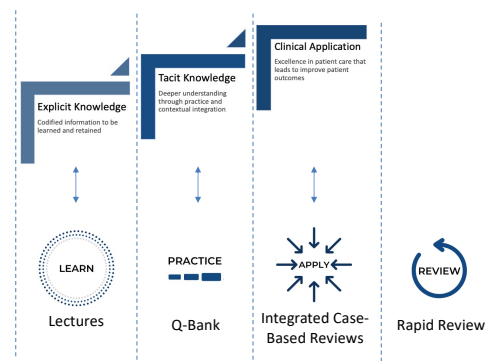 Explicit Knowledge
Codified information to be
learned and retained
Tacit Knowledge
Deeper understanding
through practice and
contextual integration
Clinical Application
Excellence in patient care that
leads to improve patient
outcomes
LEARN
Lectures
PRACTICE
Q-Bank
APPLY
Integrated Case-
Based Reviews
REVIEW
Rapid Review